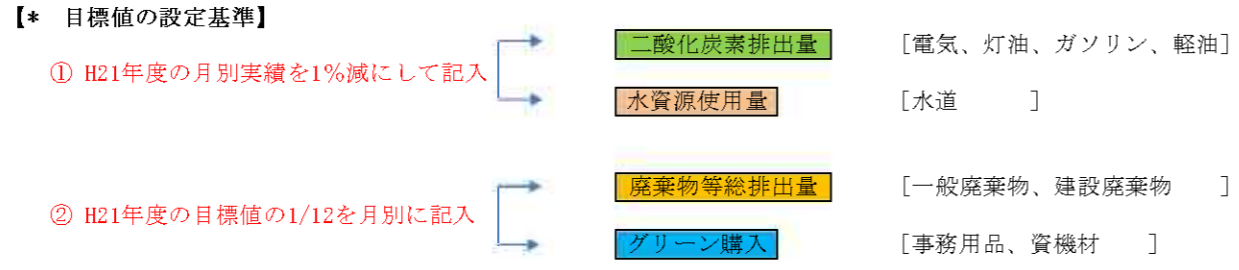 【*　目標値の設定基準】
二酸化炭素排出量　[電気、灯油、ガソリン、軽油]
① H21年度の月別実績を1%減にして記入
水資源使用量　[水道　　　]
廃棄物等総排出量　[一般廃棄物、建設廃棄物　　]
② H21年度の目標値の1/12を月別に記入
グリーン購入　[事務用品、資機材　　]